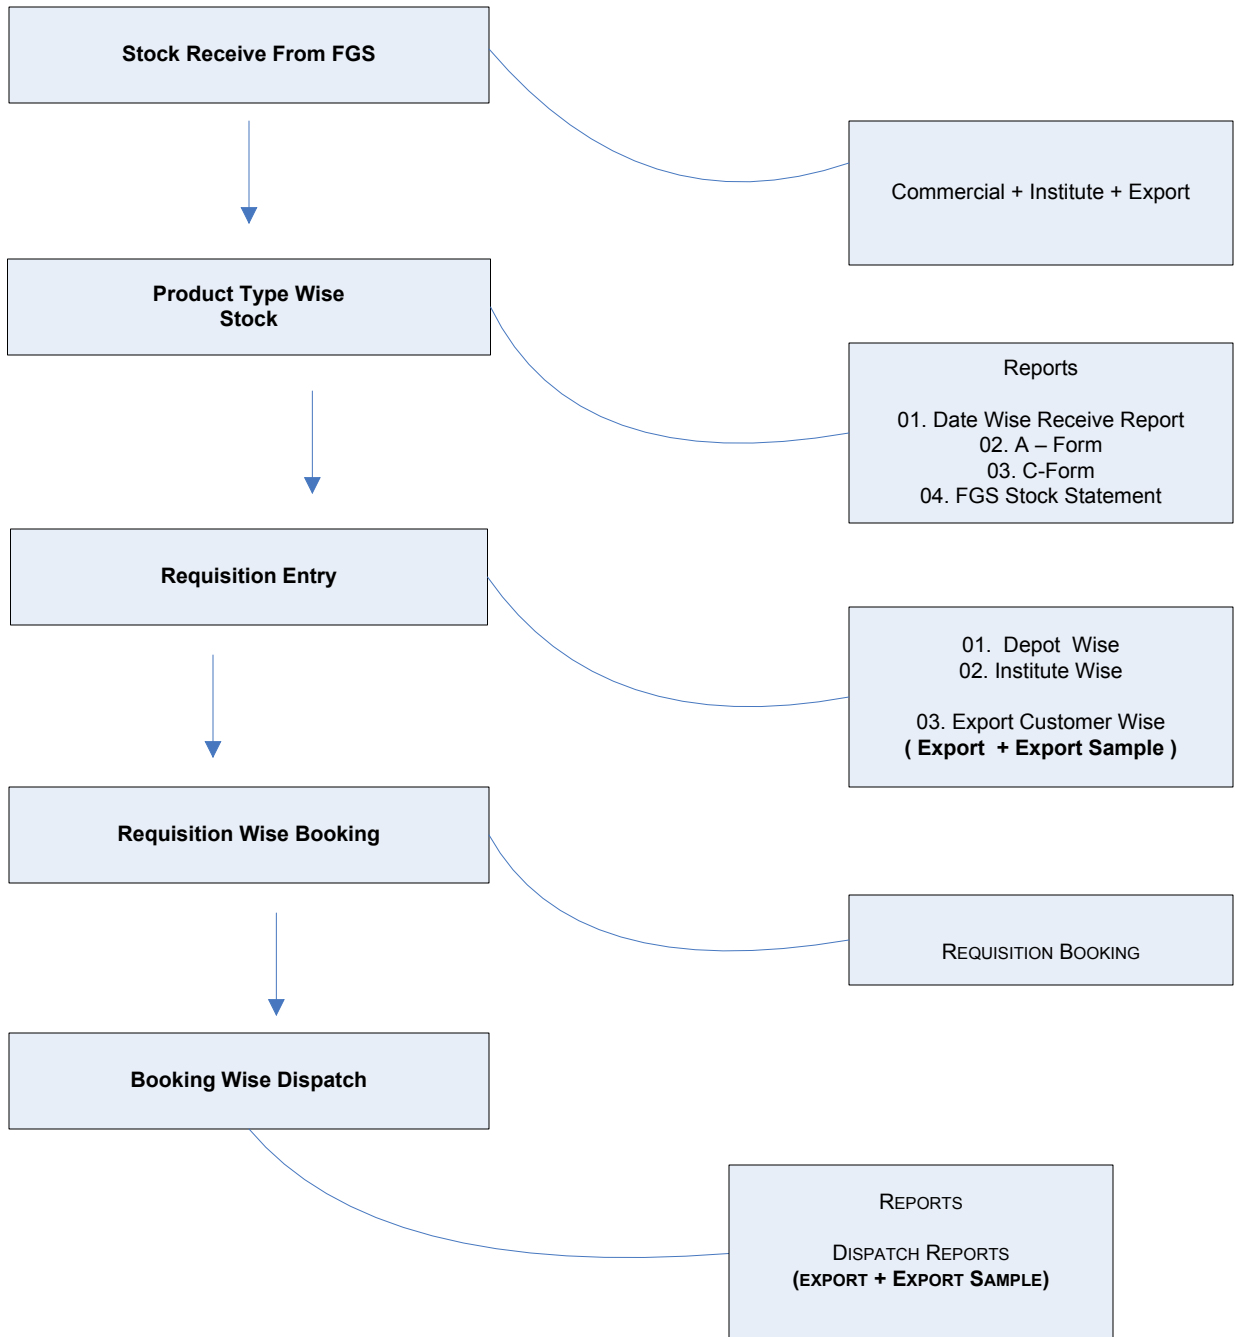 Stock Receive From FGS
Commercial + Institute + Export
Product Type Wise
Stock
Reports
01. Date Wise Receive Report
02. A – Form
03. C-Form
04. FGS Stock Statement
Requisition Entry
01.  Depot  Wise
02. Institute Wise
03. Export Customer Wise
( Export  + Export Sample )
Requisition Wise Booking
REQUISITION BOOKING
Booking Wise Dispatch
REPORTS
DISPATCH REPORTS
(EXPORT + EXPORT SAMPLE)